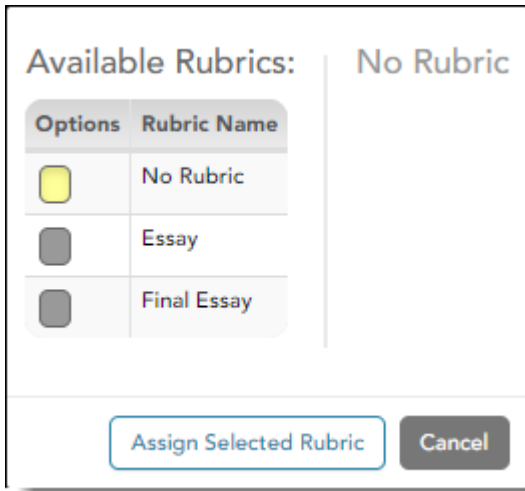 Available Rubrics:
No Rubric
Options Rubric Name
No Rubric
Essay
Final Essay
Assign Selected Rubric Cancel